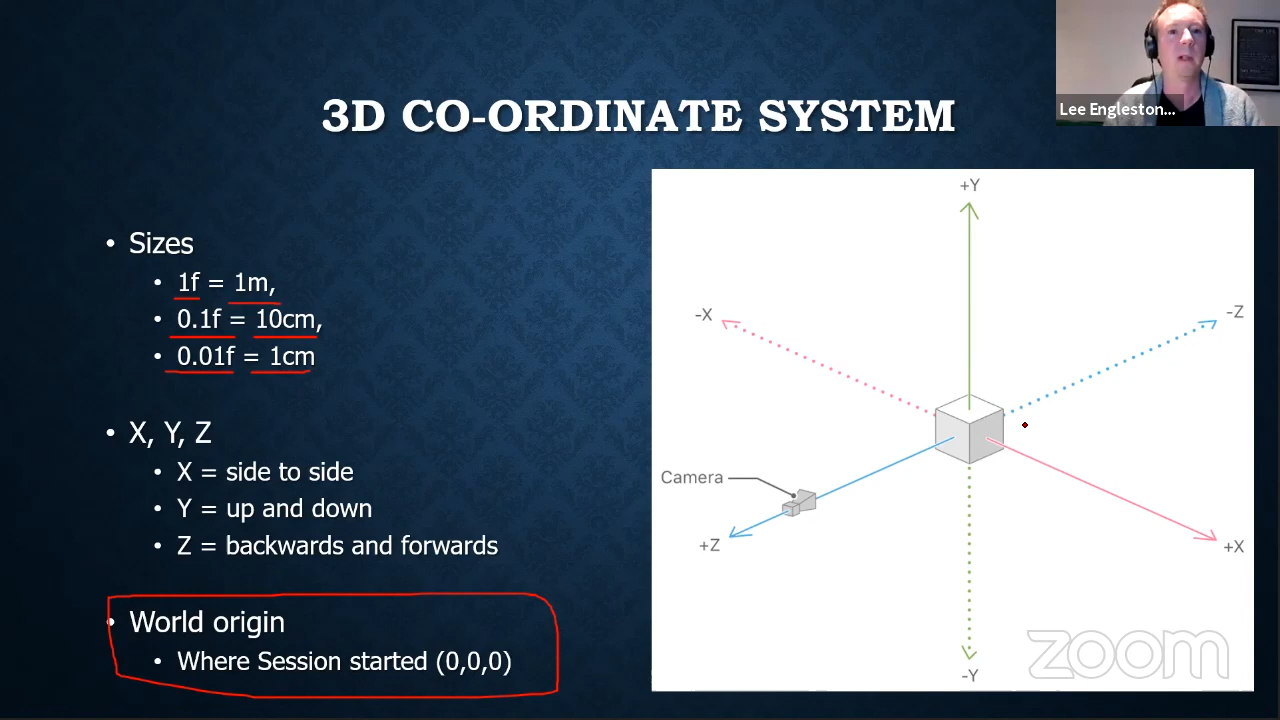 3D CO-ORDINATE SYSTEM
Lee Engleston...
• Sizes
• 1f = 1m,
• 0.1f = 10cm,
• 0.01f = 1cm
• X, Y, Z
• X = side to side
• Y = up and down
• Z = backwards and forwards
• World origin
• Where Session started (0,0,0)
+Y
-X
-Z
Camera
+Z
+X
-Y
zoom